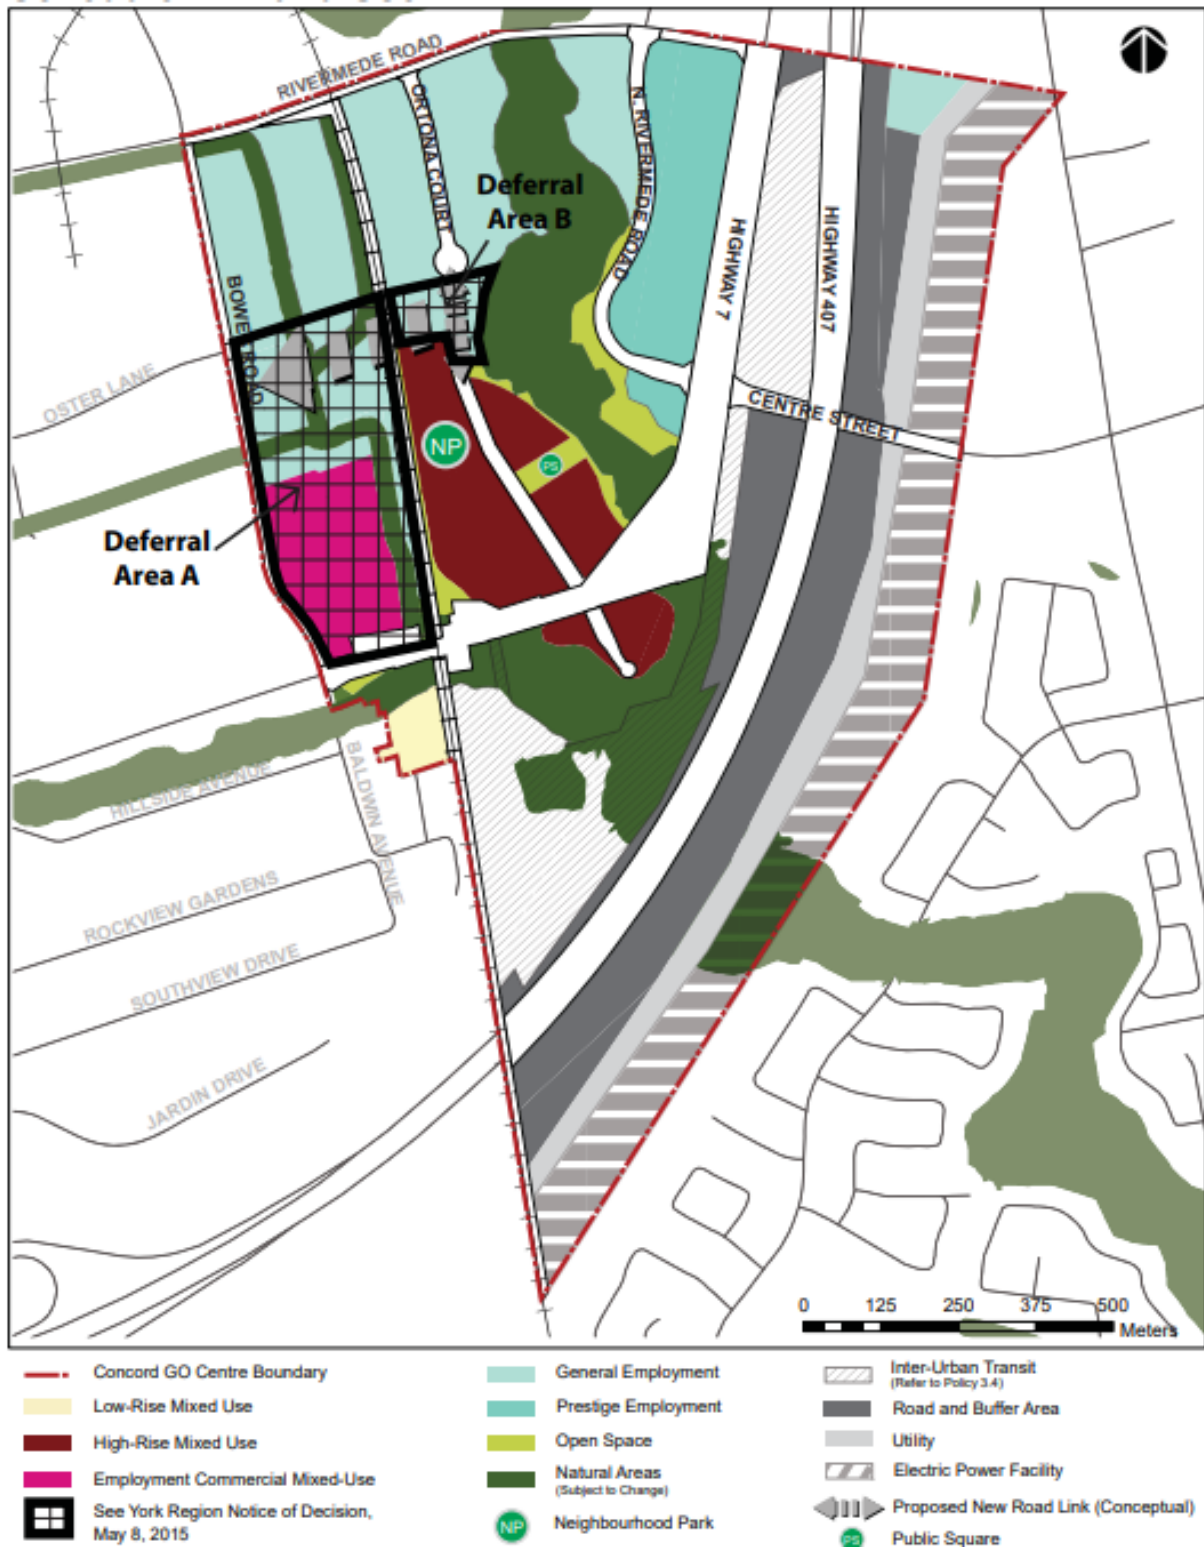 RIVERMEDE ROAD
ORTONA COURT
N. RIVERMEDE ROAD
Deferral
Area B
HIGHWAY 7
HIGHWAY 407
OSTER LANE
NP
CENTRE STREET
PS
Deferral
Area A
HILLSIDE AVENUE
BALDWIN AVENUE
ROCKVIEW GARDENS
SOUTHVIEW DRIVE
JARDIN DRIVE
0 125 250 375 500
Meters
Concord GO Centre Boundary
Low-Rise Mixed Use
High-Rise Mixed Use
Employment Commercial Mixed-Use
See York Region Notice of Decision,
May 8, 2015
General Employment
Prestige Employment
Open Space
Natural Areas
(Subject to Change)
NP
Neighbourhood Park
Inter-Urban Transit
(Refer to Policy 3.4)
Road and Buffer Area
Utility
Electric Power Facility
Proposed New Road Link (Conceptual)
PS
Public Square